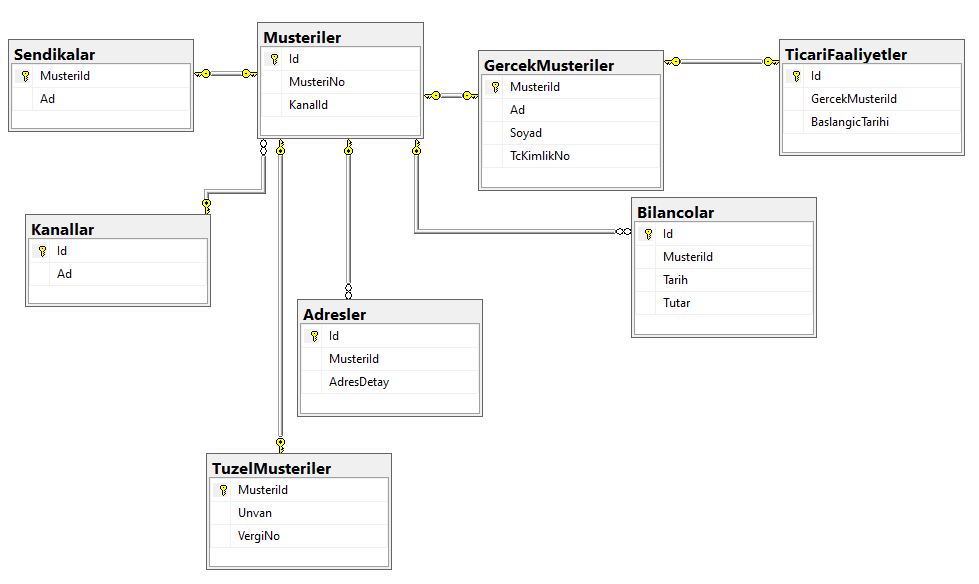 Sendikalar
MusteriId
Ad
Musteriler
Id
MusteriNo
KanalId
GercekMusteriler
MusteriId
Ad
Soyad
TcKimlikNo
TicariFaaliyetler
Id
GercekMusteriId
BaslangicTarihi
Kanallar
Id
Ad
Bilancolar
Id
MusteriId
Tarih
Tutar
Adresler
Id
MusteriId
AdresDetay
TuzelMusteriler
MusteriId
Unvan
VergiNo